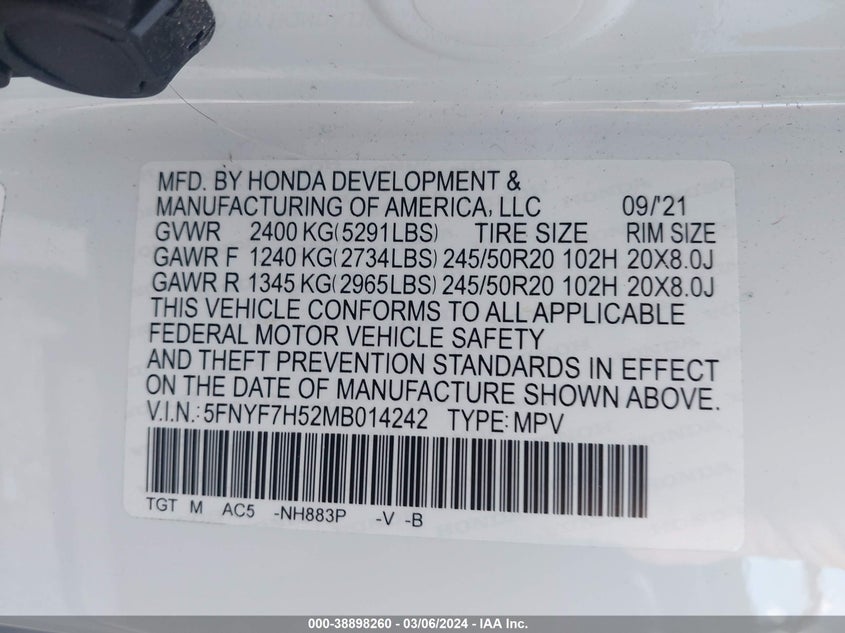 MFD. BY HONDA DEVELOPMENT &
MANUFACTURING OF AMERICA, LLC 09/'21
GVWR 2400 KG(5291LBS) TIRE SIZE RIM SIZE
GAWR F 1240 KG(2734LBS) 245/50R20 102H 20X8.0J
GAWR R 1345 KG(2965LBS) 245/50R20 102H 20X8.0J
THIS VEHICLE CONFORMS TO ALL APPLICABLE
FEDERAL MOTOR VEHICLE SAFETY
AND THEFT PREVENTION STANDARDS IN EFFECT
ON THE DATE OF MANUFACTURE SHOWN ABOVE.
V.I.N.: 5FNYF7H52MB014242 TYPE: MPV
TGT M AC5 -NH883P -V -B
000-38898260 - 03/06/2024 - IAA Inc.